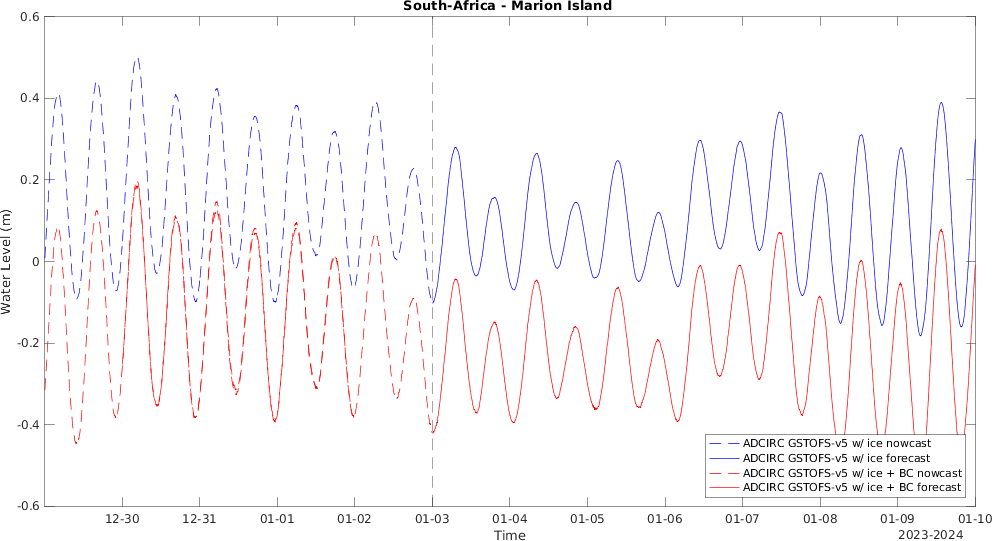 South-Africa - Marion Island
Water Level (m)
0.6
0.4
0.2
0
-0.2
-0.4
-0.6
ADCIRC GSTOFS-v5 w/ ice nowcast
ADCIRC GSTOFS-v5 w/ ice forecast
ADCIRC GSTOFS-v5 w/ ice + BC nowcast
ADCIRC GSTOFS-v5 w/ ice + BC forecast
12-30 12-31 01-01 01-02 01-03 01-04 01-05 01-06 01-07 01-08 01-09 01-10
Time
2023-2024